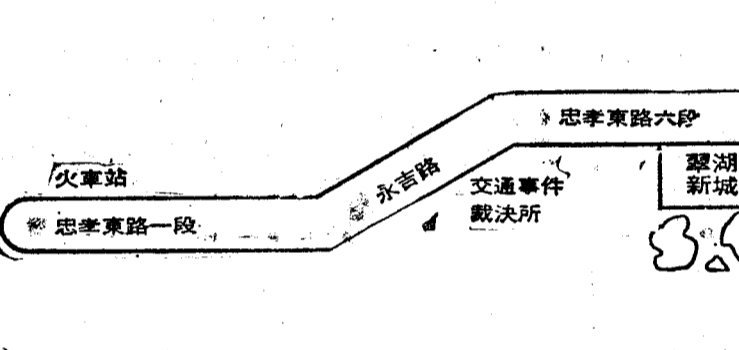 忠孝東路六段
翠湖
新城
火車站
永吉路
交通事件
裁決所
忠孝東路一段